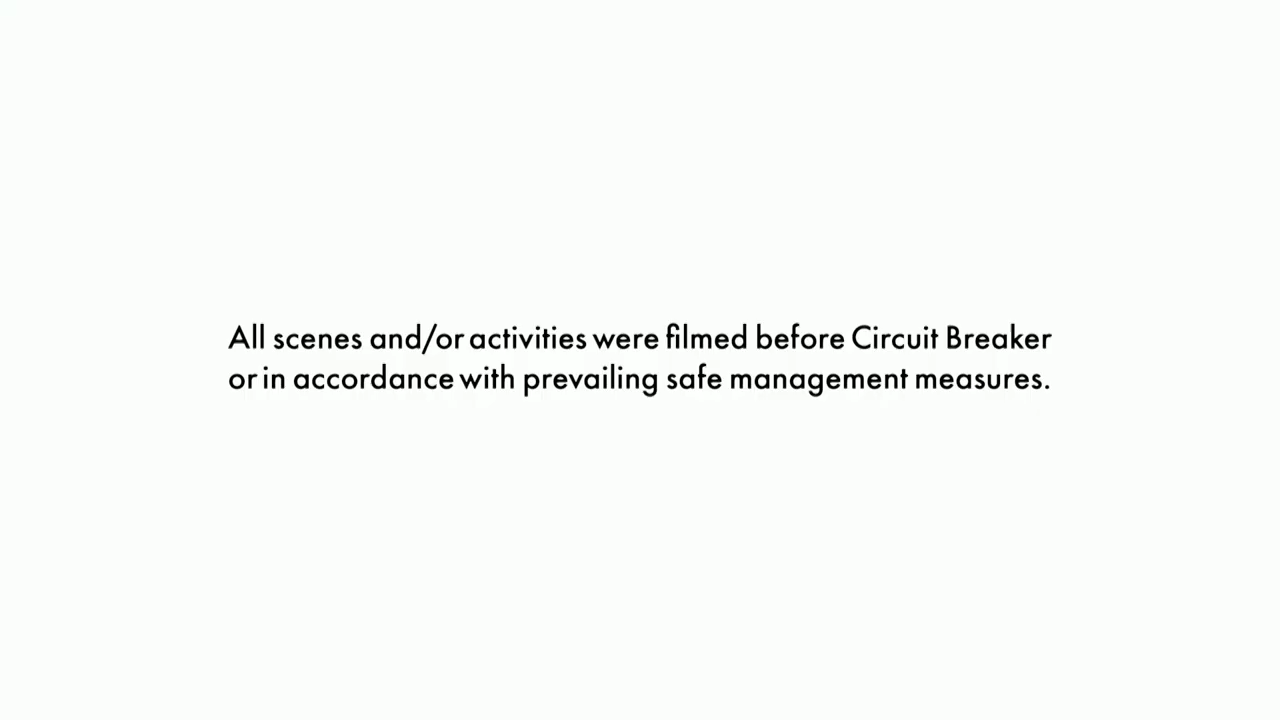 All scenes and/or activities were filmed before Circuit Breaker
or in accordance with prevailing safe management measures.